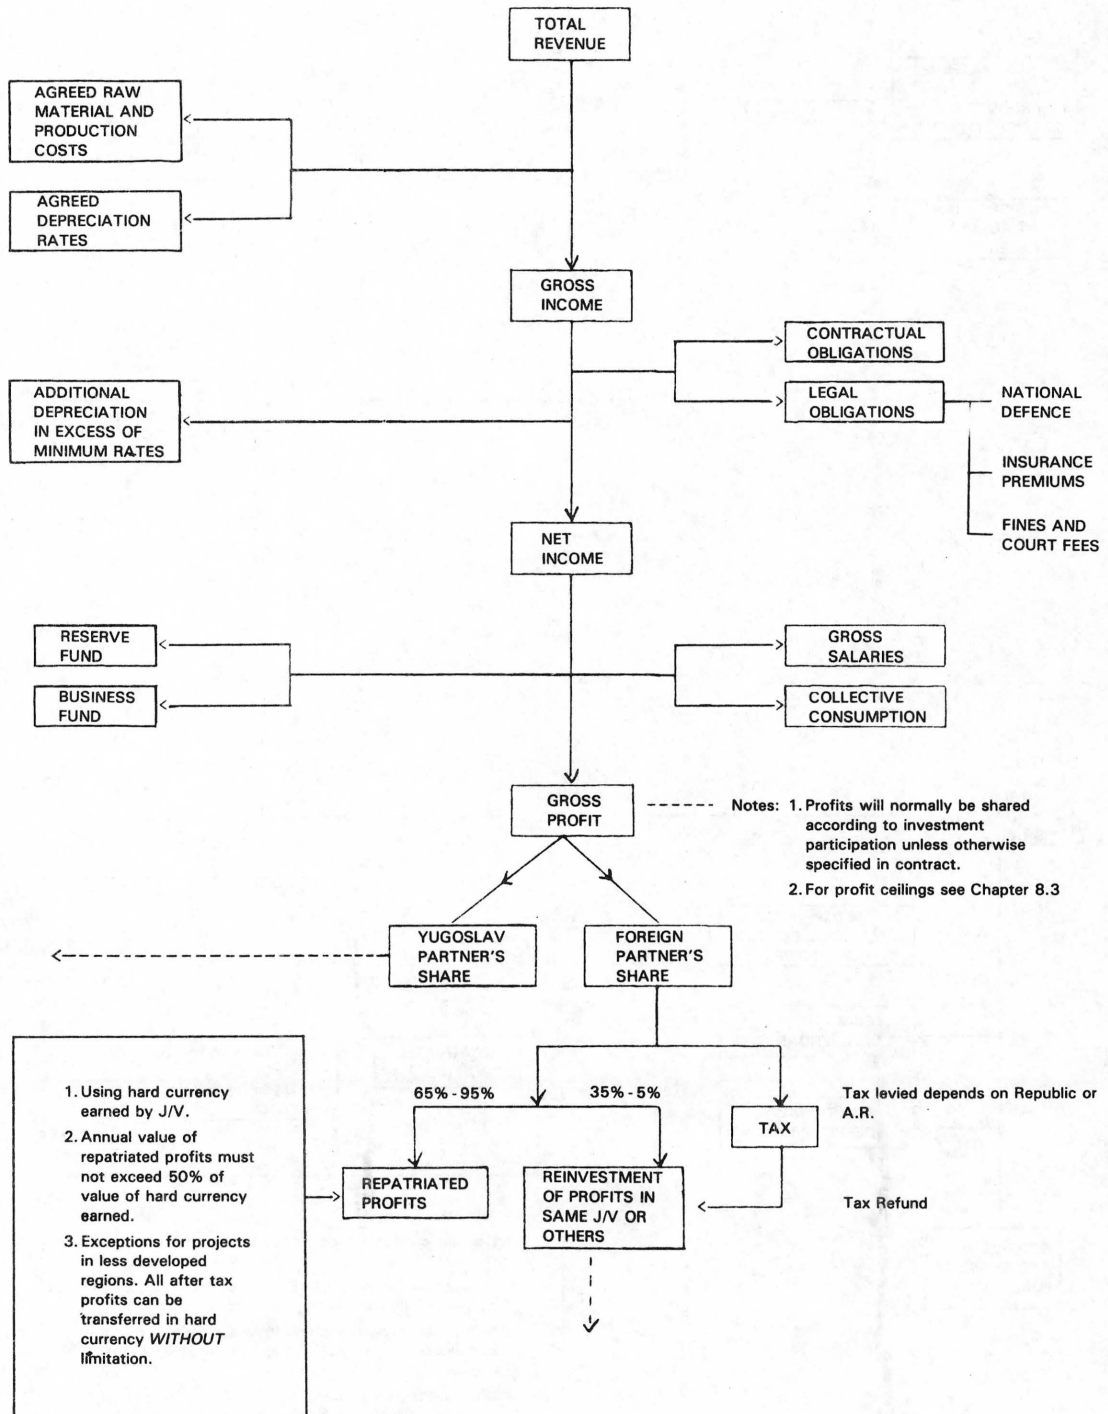 TOTAL
REVENUE
AGREED RAW
MATERIAL AND
PRODUCTION
COSTS
AGREED
DEPRECIATION
RATES
GROSS
INCOME
CONTRACTUAL
OBLIGATIONS
ADDITIONAL
DEPRECIATION
IN EXCESS OF
MINIMUM RATES
LEGAL
OBLIGATIONS
NATIONAL
DEFENCE
INSURANCE
PREMIUMS
FINES AND
COURT FEES
NET
INCOME
RESERVE
FUND
BUSINESS
FUND
GROSS
SALARIES
COLLECTIVE
CONSUMPTION
GROSS
PROFIT
Notes: 1. Profits will normally be shared
according to investment
participation unless otherwise
specified in contract.
2. For profit ceilings see Chapter 8.3
YUGOSLAV
PARTNER'S
SHARE
FOREIGN
PARTNER'S
SHARE
1. Using hard currency
earned by J/V.
2. Annual value of
repatriated profits must
not exceed 50% of
value of hard currency
earned.
3. Exceptions for projects
in less developed
regions. All after tax
profits can be
transferred in hard
currency WITHOUT
limitation.
65% - 95%
35% - 5%
REPATRIATED
PROFITS
REINVESTMENT
OF PROFITS IN
SAME J/V OR
OTHERS
TAX
Tax levied depends on Republic or
A.R.
Tax Refund